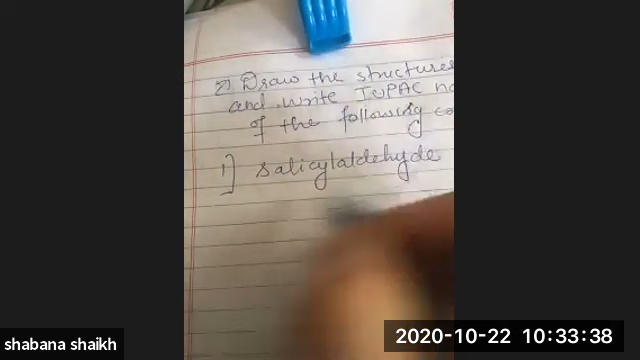 2) Draw the structures
and write IUPAC
of the following
1] salicylaldehyde
shabana shaikh
2020-10-22 10:33:38